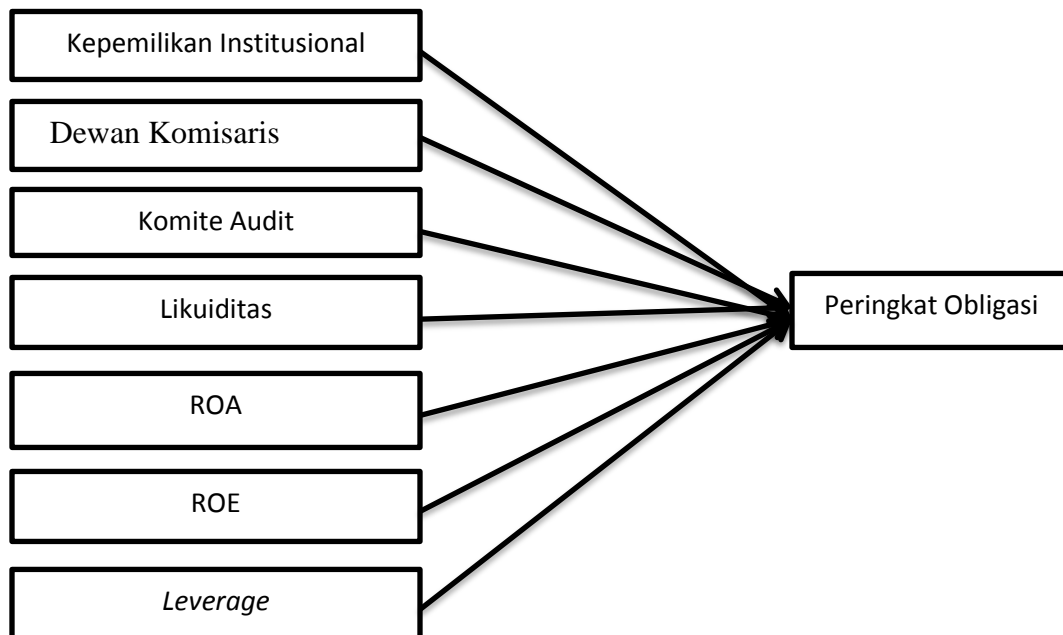 Kepemilikan Institusional
Dewan Komisaris
Komite Audit
Likuiditas
Peringkat Obligasi
ROA
ROE
Leverage